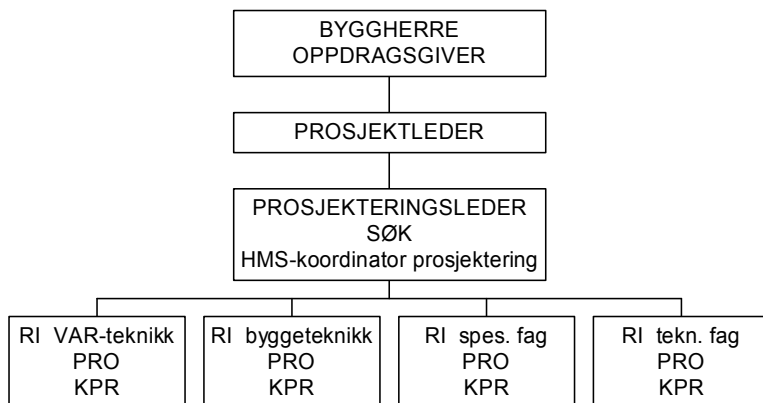 BYGGHERRE
OPPDRAGSGIVER
PROSJEKTLEDER
PROSJEKTERINGSLEDER
SØK
HMS-koordinator prosjektering
RI VAR-teknikk
PRO
KPR
RI byggeteknikk
PRO
KPR
RI spes. fag
PRO
KPR
RI tekn. fag
PRO
KPR